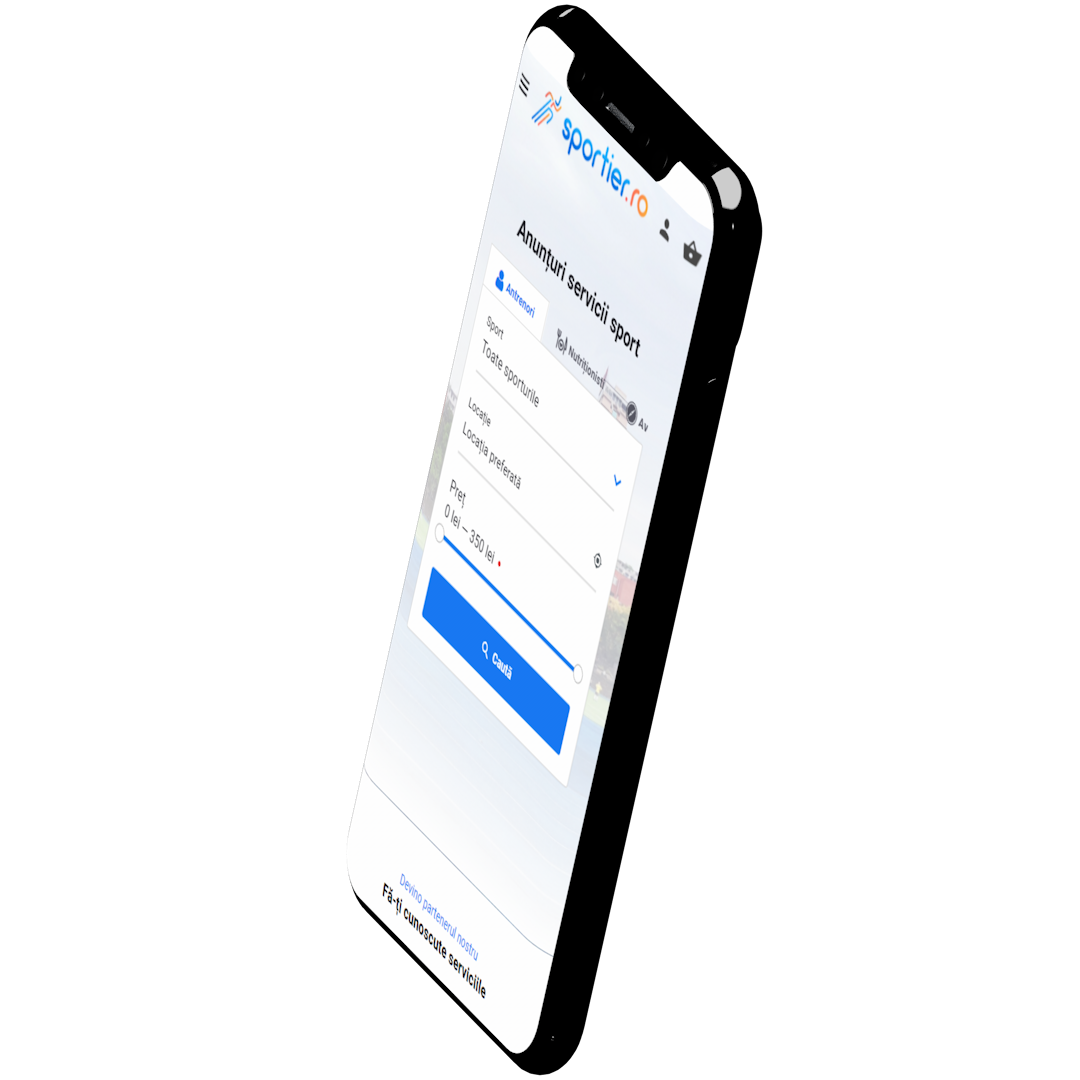 sportier.ro
Anunțuri servicii sport
Antrenori
Nutriționiști
Av
Sport
Toate sporturile
Locație
Locația preferată
Preț
0 lei – 350 lei
Caută
Devino partenerul nostru
Fă-ți cunoscute serviciile